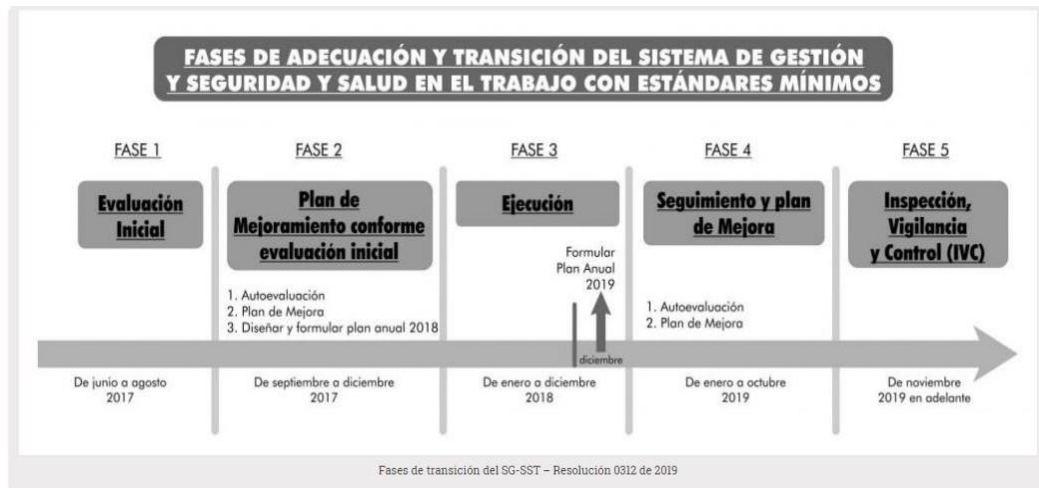 FASES DE ADECUACIÓN Y TRANSICIÓN DEL SISTEMA DE GESTIÓN
Y SEGURIDAD Y SALUD EN EL TRABAJO CON ESTÁNDARES MÍNIMOS
FASE 1
Evaluación
Inicial
De junio a agosto
2017
FASE 2
Plan de
Mejoramiento conforme
evaluación inicial
1. Autoevaluación
2. Plan de Mejora
3. Diseñar y formular plan anual 2018
De septiembre a diciembre
2017
FASE 3
Ejecución
Formular
Plan Anual
2019
diciembre
De enero a diciembre
2018
FASE 4
Seguimiento y plan
de Mejora
1. Autoevaluación
2. Plan de Mejora
De enero a octubre
2019
FASE 5
Inspección,
Vigilancia
y Control (IVC)
De noviembre
2019 en adelante
Fases de transición del SG-SST – Resolución 0312 de 2019